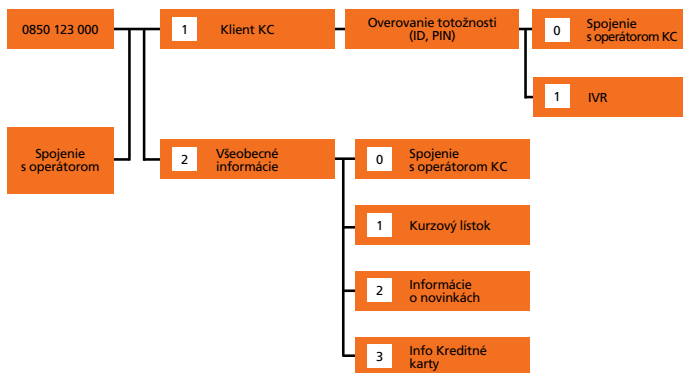 0850 123 000
1
Klient KC
Overovanie totožnosti
(ID, PIN)
0
Spojenie
s operátorom KC
1
IVR
Spojenie
s operátorom
2
Všeobecné
informácie
0
Spojenie
s operátorom KC
1
Kurzový lístok
2
Informácie
o novinkách
3
Info Kreditné
karty